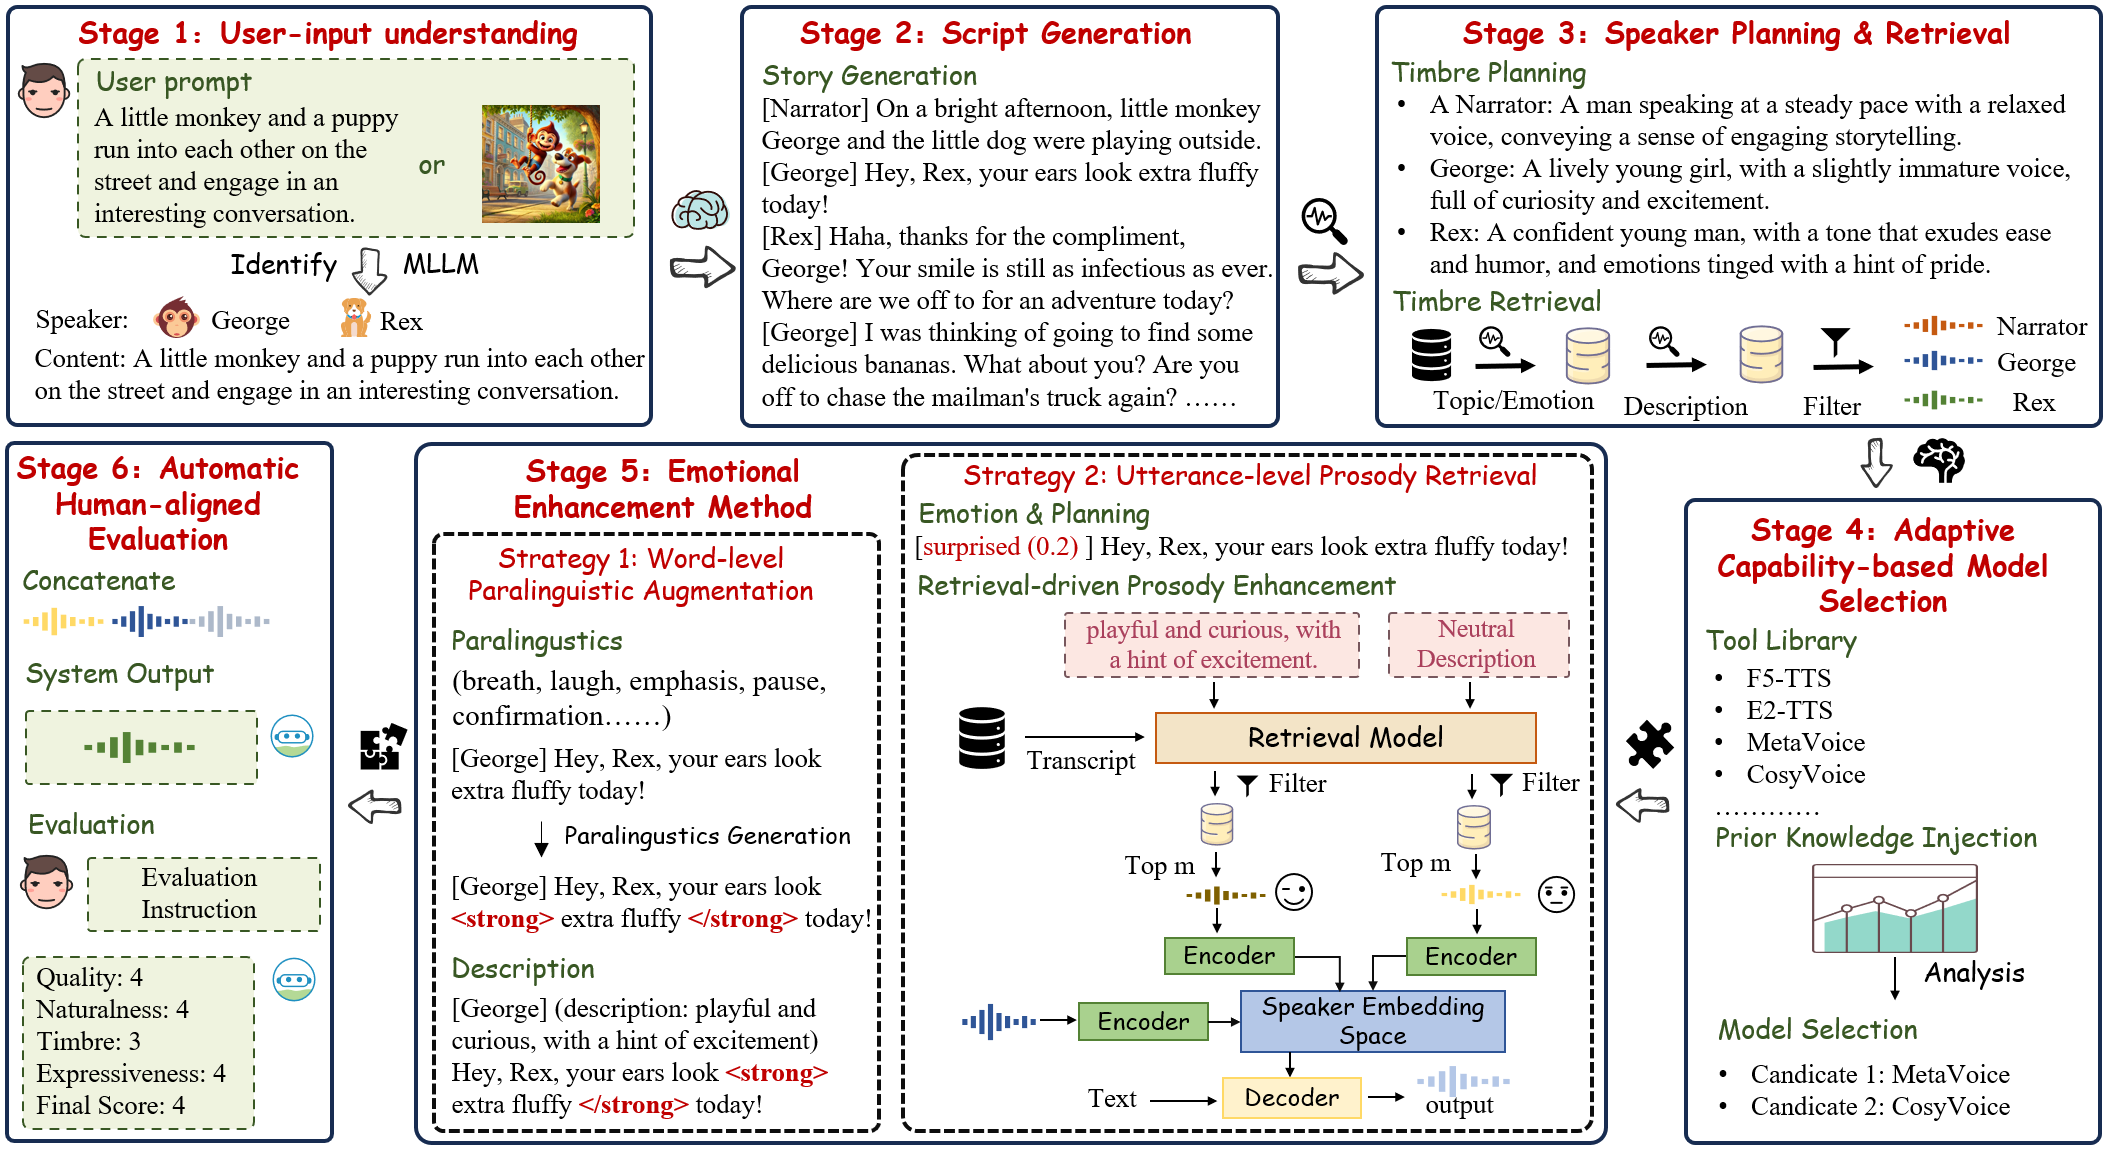 Stage 1: User-input understanding
User prompt
A little monkey and a puppy
run into each other on the
street and engage in an
interesting conversation.
or
Identify
MLLM
Speaker:
George
Rex
Content: A little monkey and a puppy run into each other
on the street and engage in an interesting conversation.
Stage 2: Script Generation
Story Generation
[Narrator] On a bright afternoon, little monkey
George and the little dog were playing outside.
[George] Hey, Rex, your ears look extra fluffy
today!
[Rex] Haha, thanks for the compliment,
George! Your smile is still as infectious as ever.
Where are we off to for an adventure today?
[George] I was thinking of going to find some
delicious bananas. What about you? Are you
off to chase the mailman's truck again? ……
Stage 3: Speaker Planning & Retrieval
Timbre Planning
• A Narrator: A man speaking at a steady pace with a relaxed
voice, conveying a sense of engaging storytelling.
• George: A lively young girl, with a slightly immature voice,
full of curiosity and excitement.
• Rex: A confident young man, with a tone that exudes ease
and humor, and emotions tinged with a hint of pride.
Timbre Retrieval
Topic/Emotion
Description
Filter
Narrator
George
Rex
Stage 4: Adaptive
Capability-based Model
Selection
Tool Library
• F5-TTS
• E2-TTS
• MetaVoice
• CosyVoice
…………
Prior Knowledge Injection
Analysis
Model Selection
• Candicate 1: MetaVoice
• Candicate 2: CosyVoice
Stage 5: Emotional
Enhancement Method
Strategy 1: Word-level
Paralinguistic Augmentation
Paralingustics
(breath, laugh, emphasis, pause,
confirmation……)
[George] Hey, Rex, your ears look
extra fluffy today!
Paralingustics Generation
[George] Hey, Rex, your ears look
<strong> extra fluffy </strong> today!
Description
[George] (description: playful and
curious, with a hint of excitement)
Hey, Rex, your ears look <strong>
extra fluffy </strong> today!
Strategy 2: Utterance-level Prosody Retrieval
Emotion & Planning
[surprised (0.2) ] Hey, Rex, your ears look extra fluffy today!
Retrieval-driven Prosody Enhancement
playful and curious, with
a hint of excitement.
Neutral
Description
Transcript
Retrieval Model
Filter
Filter
Top m
Top m
Encoder
Encoder
Encoder
Speaker Embedding
Space
Text
Decoder
output
Stage 6: Automatic
Human-aligned
Evaluation
Concatenate
System Output
Evaluation
Evaluation
Instruction
Quality: 4
Naturalness: 4
Timbre: 3
Expressiveness: 4
Final Score: 4